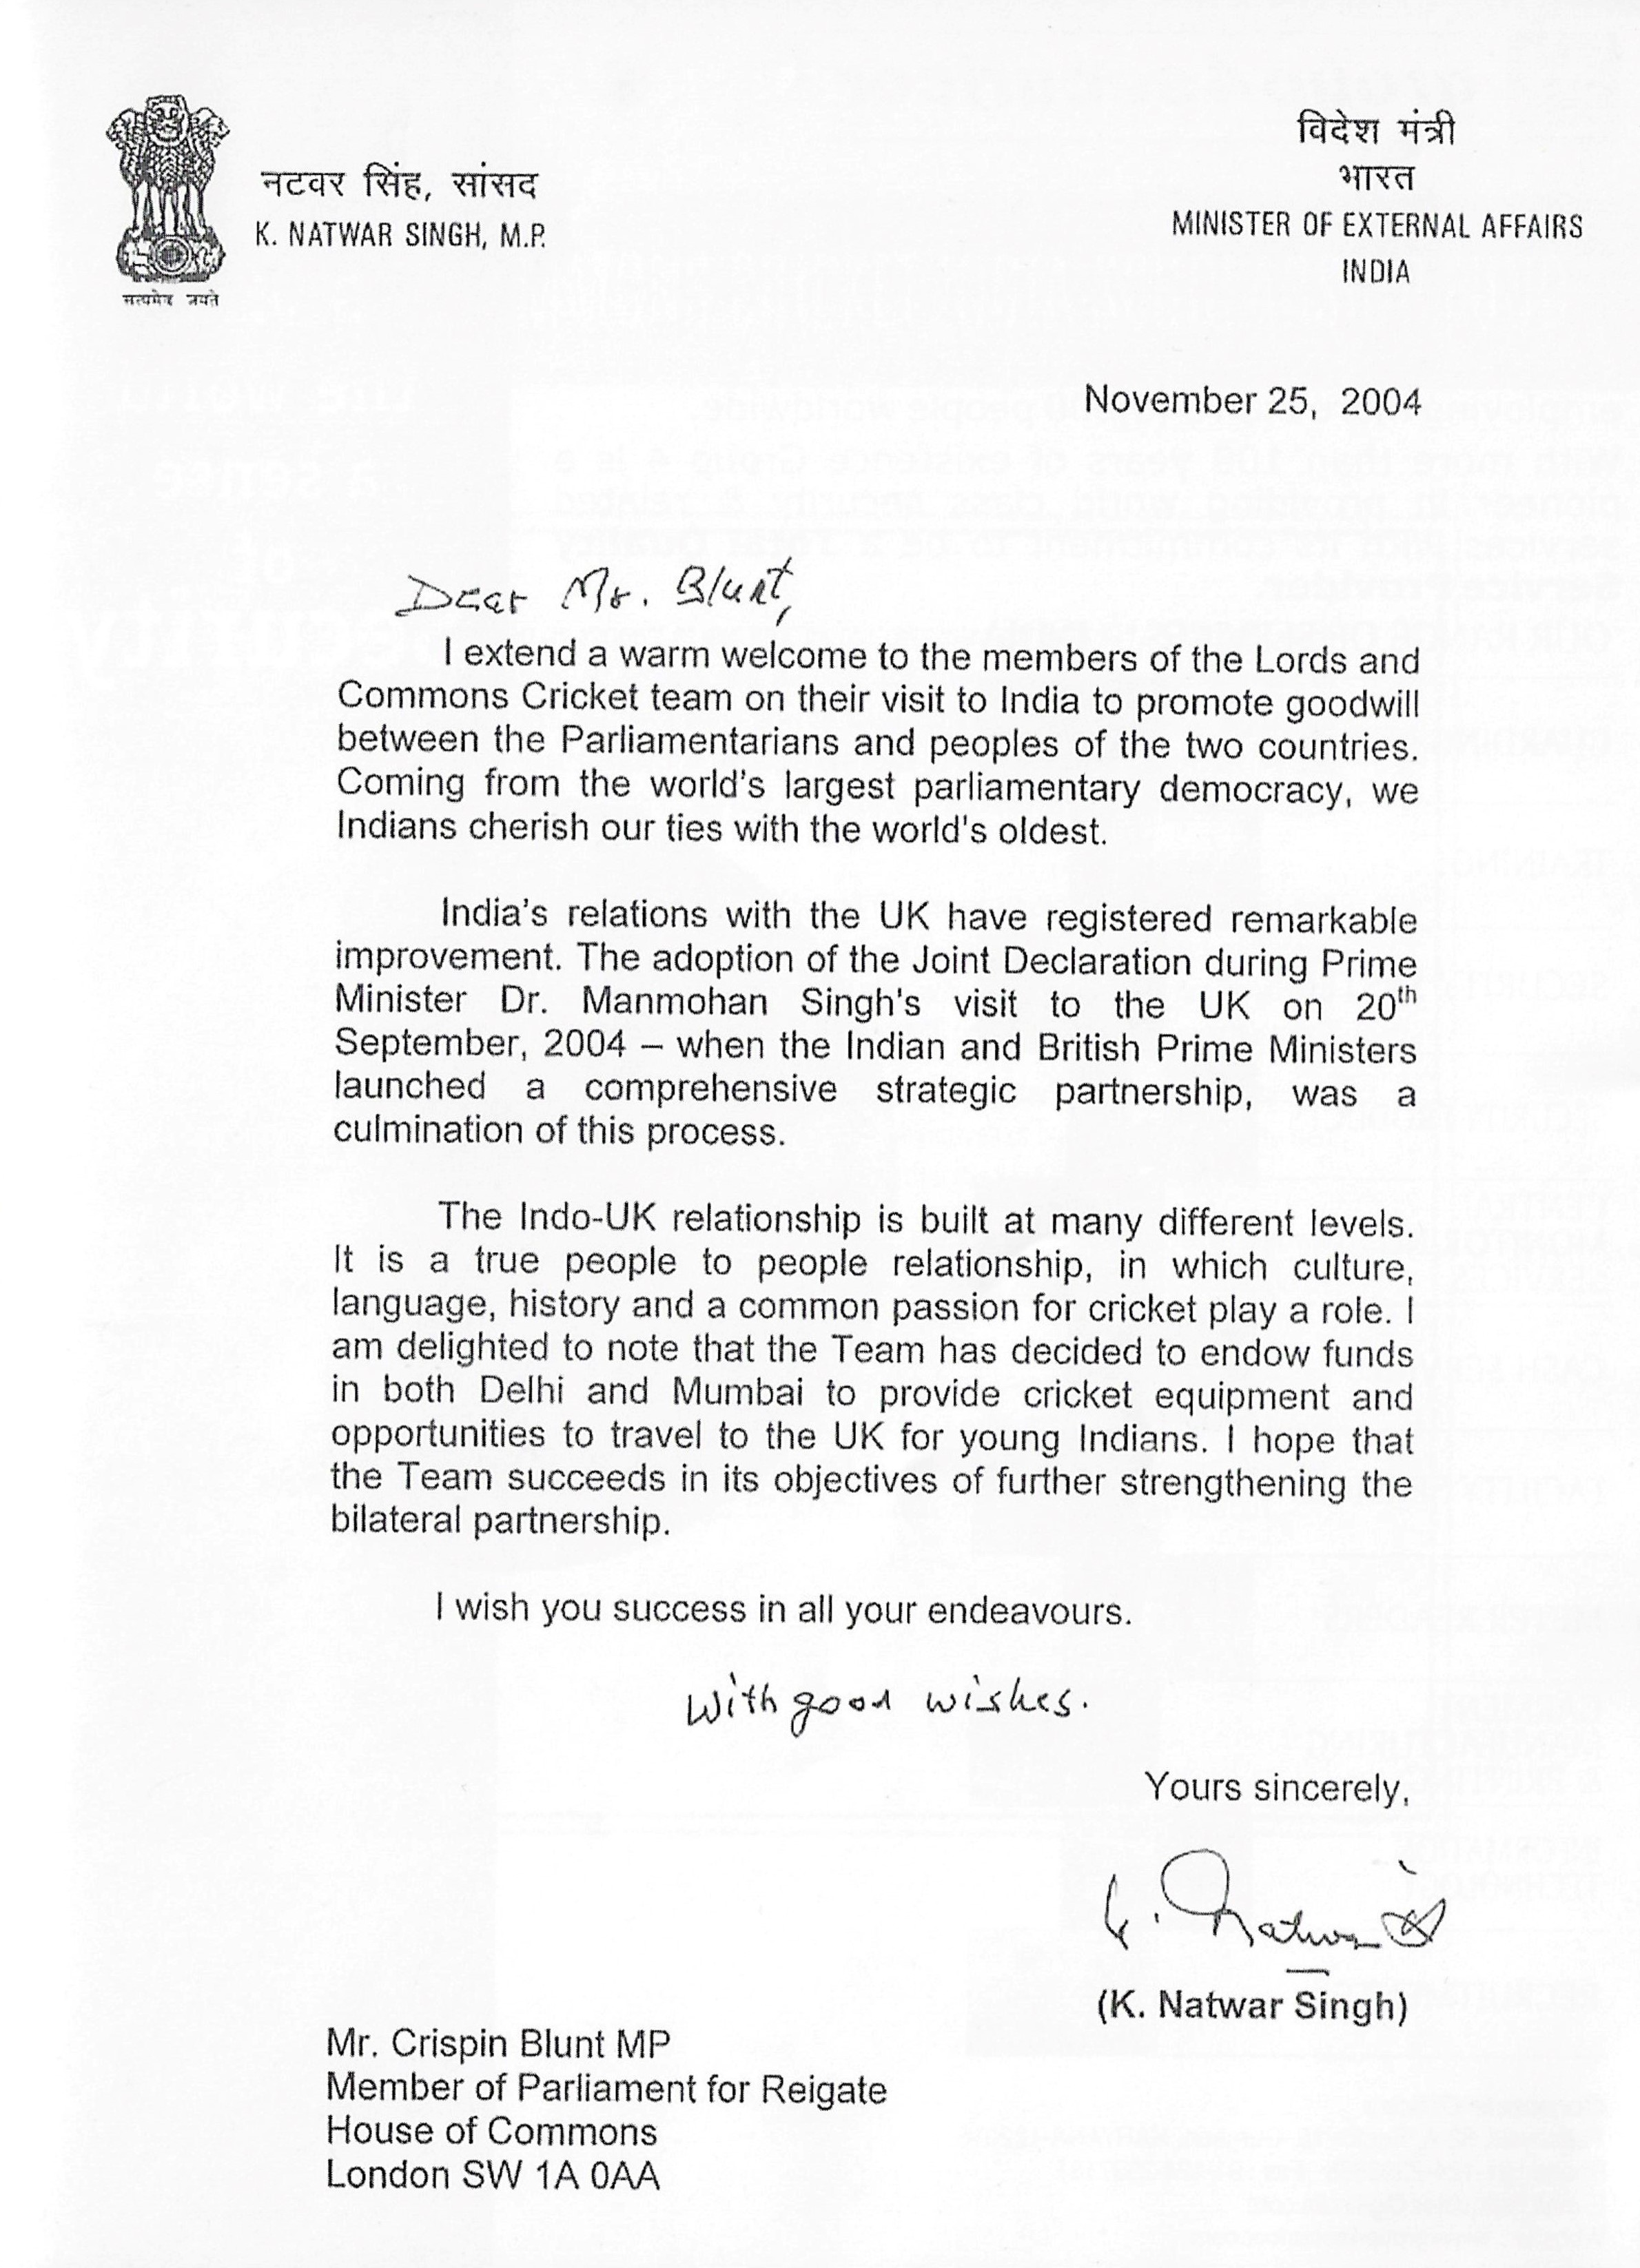 नटवर सिंह, सांसद
K. NATWAR SINGH, M.P.
सत्यमेव जयते
विदेश मंत्री
भारत
MINISTER OF EXTERNAL AFFAIRS
INDIA
November 25, 2004
Dear Mr. Blunt,
I extend a warm welcome to the members of the Lords and
Commons Cricket team on their visit to India to promote goodwill
between the Parliamentarians and peoples of the two countries.
Coming from the world's largest parliamentary democracy, we
Indians cherish our ties with the world's oldest.
India's relations with the UK have registered remarkable
improvement. The adoption of the Joint Declaration during Prime
Minister Dr. Manmohan Singh's visit to the UK on 20th
September, 2004 – when the Indian and British Prime Ministers
launched a comprehensive strategic partnership, was a
culmination of this process.
The Indo-UK relationship is built at many different levels.
It is a true people to people relationship, in which culture,
language, history and a common passion for cricket play a role. I
am delighted to note that the Team has decided to endow funds
in both Delhi and Mumbai to provide cricket equipment and
opportunities to travel to the UK for young Indians. I hope that
the Team succeeds in its objectives of further strengthening the
bilateral partnership.
I wish you success in all your endeavours.
With good wishes.
Yours sincerely,
K. Natwar
(K. Natwar Singh)
Mr. Crispin Blunt MP
Member of Parliament for Reigate
House of Commons
London SW 1A 0AA